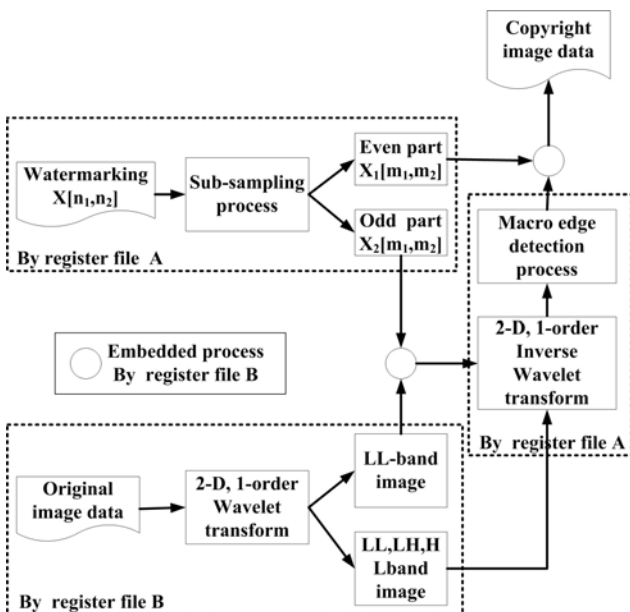 Copyright
image data
Watermarking
X[n1,n2]
Sub-sampling
process
Even part
X1[m1,m2]
Odd part
X2[m1,m2]
By register file A
Macro edge
detection
process
2-D, 1-order
Inverse
Wavelet
transform
By register file A
Embedded process
By register file B
Original
image data
2-D, 1-order
Wavelet
transform
LL-band
image
LL,LH,H
Lband
image
By register file B